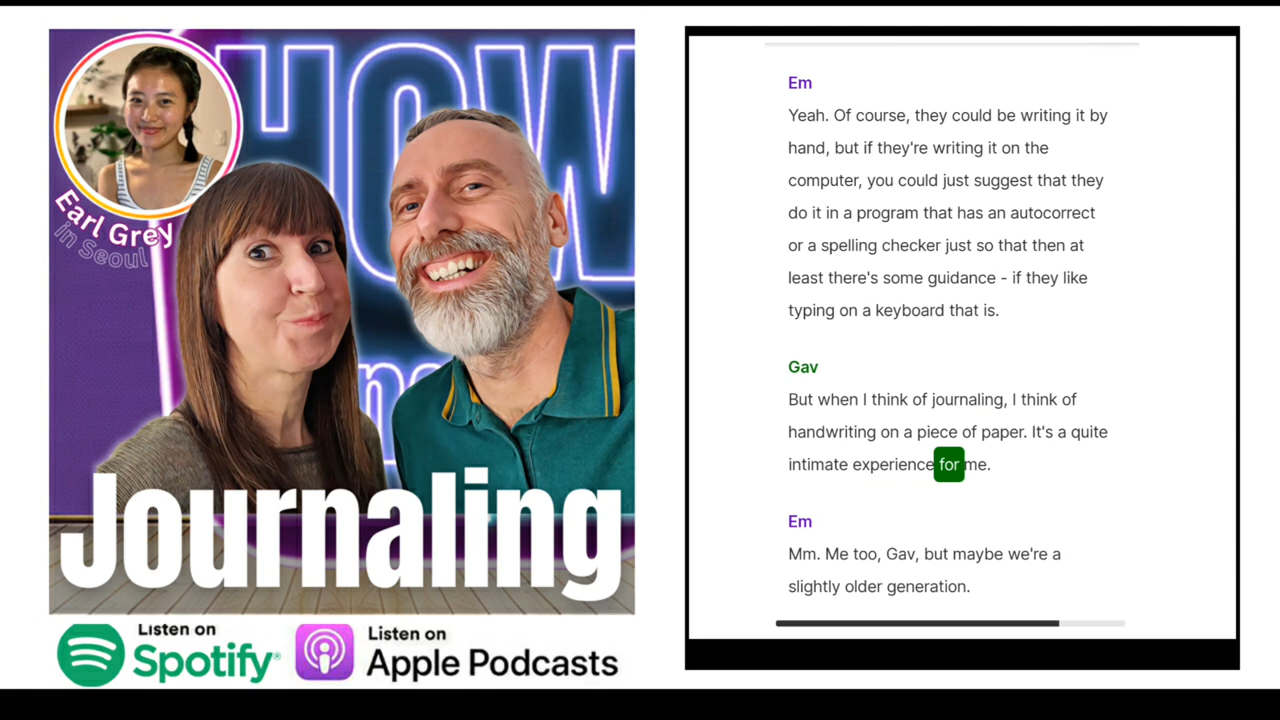 Earl Grey
in Seoul
HOW
Journaling
Listen on
Spotify
Listen on
Apple Podcasts
Em
Yeah. Of course, they could be writing it by
hand, but if they're writing it on the
computer, you could just suggest that they
do it in a program that has an autocorrect
or a spelling checker just so that then at
least there's some guidance - if they like
typing on a keyboard that is.
Gav
But when I think of journaling, I think of
handwriting on a piece of paper. It's a quite
intimate experience for me.
Em
Mm. Me too, Gav, but maybe we're a
slightly older generation.